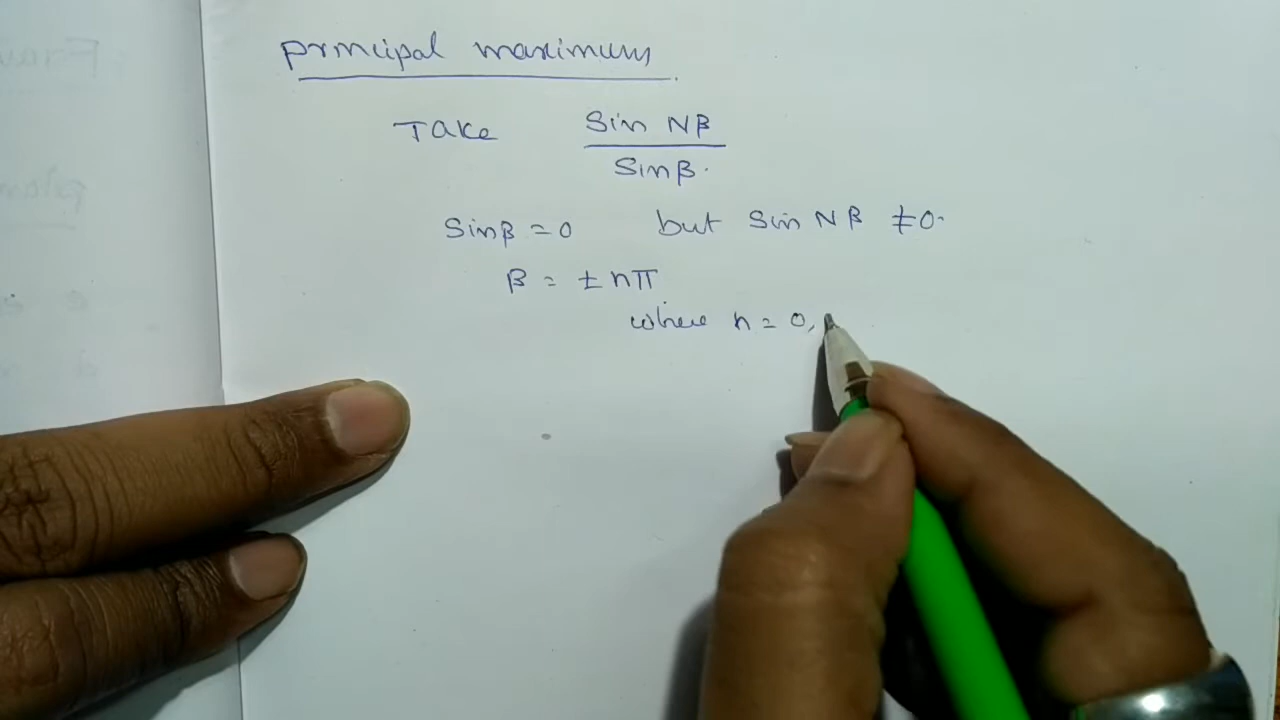 principal maximum
Take Sin Nβ
Sinβ.
Sinβ = 0 but Sin Nβ ≠ 0.
β = ± nπ
where n = 0,